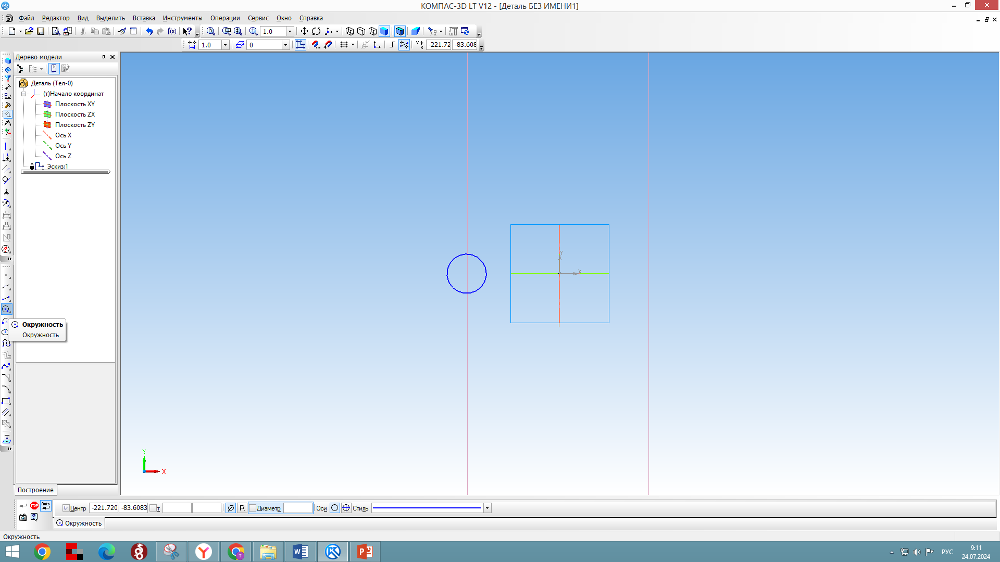 КОМПАС-3D LT V12 - [Деталь БЕЗ ИМЕНИ1]
Файл Редактор Вид Выделить Вставка Инструменты Операции Сервис Окно Справка
f(x) 1.0
1.0 0 -221.72 -83.608
Дерево модели
Деталь (Тел-0)
(т)Начало координат
Плоскость XY
Плоскость ZX
Плоскость ZY
Ось X
Ось Y
Ось Z
Эскиз:1
Y
X
12
Окружность
Окружность
Y
X
Построение
STOP Auto Центр -221.720 -83.6083 т R Диаметр Оси Стиль
Окружность
Окружность
РУС
9:11
24.07.2024